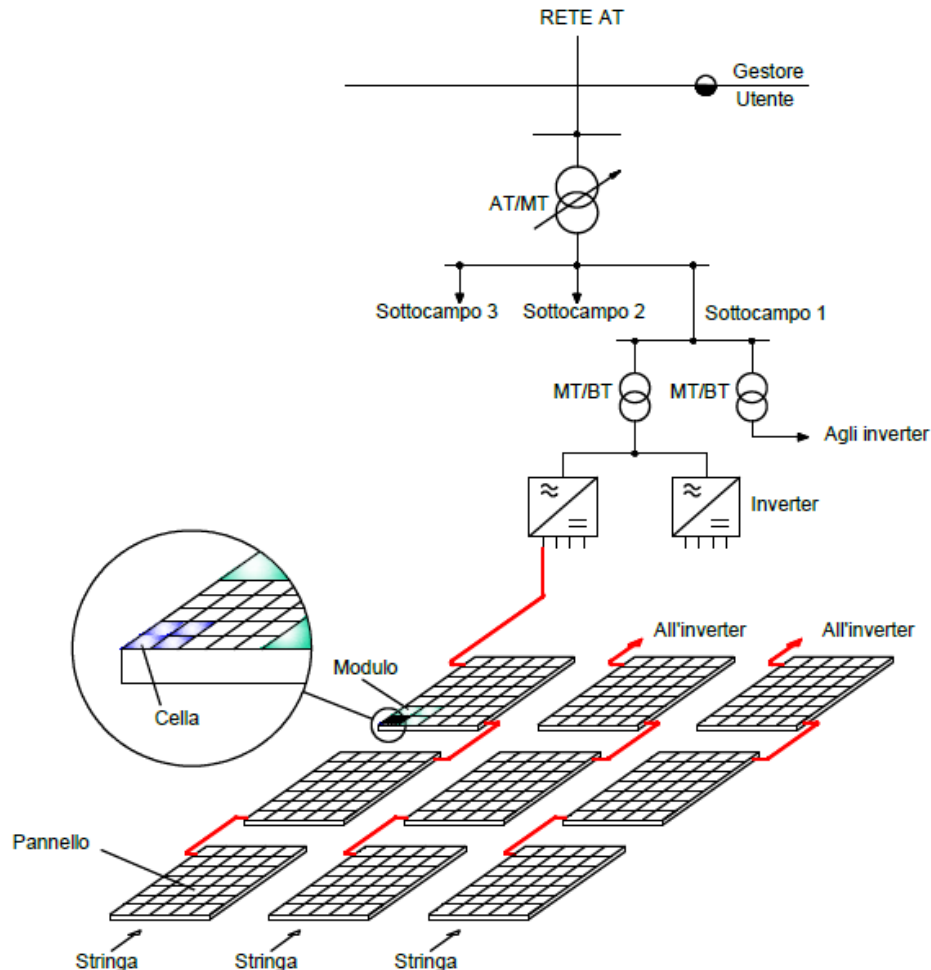 RETE AT
Gestore
Utente
AT/MT
Sottocampo 3
Sottocampo 2
Sottocampo 1
MT/BT
MT/BT
Agli inverter
Inverter
All'inverter
All'inverter
Modulo
Cella
Pannello
Stringa
Stringa
Stringa